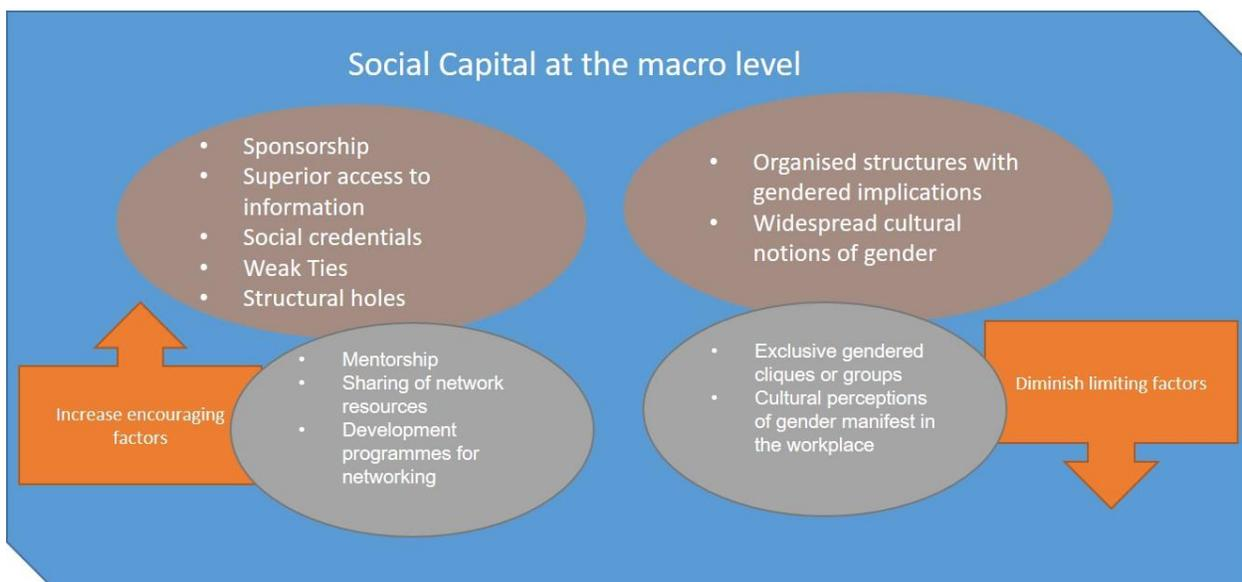 Social Capital at the macro level
• Sponsorship
• Superior access to
information
• Social credentials
• Weak Ties
• Structural holes
• Organised structures with
gendered implications
• Widespread cultural
notions of gender
Increase encouraging
factors
• Mentorship
• Sharing of network
resources
• Development
programmes for
networking
• Exclusive gendered
cliques or groups
• Cultural perceptions
of gender manifest in
the workplace
Diminish limiting factors